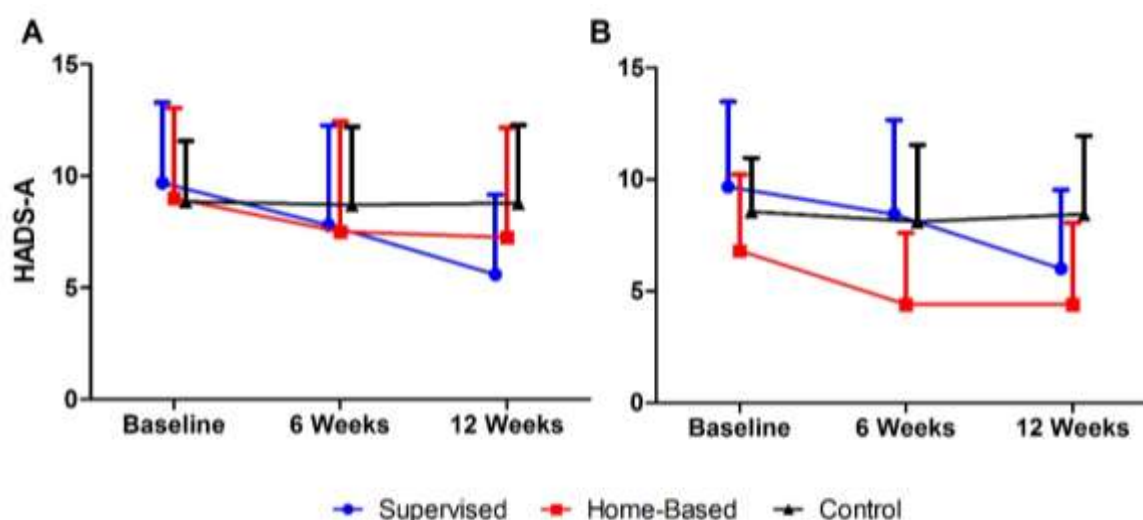 A
B
HADS-A
15
10
5
0
Baseline 6 Weeks 12 Weeks
15
10
5
0
Baseline 6 Weeks 12 Weeks
Supervised Home-Based Control